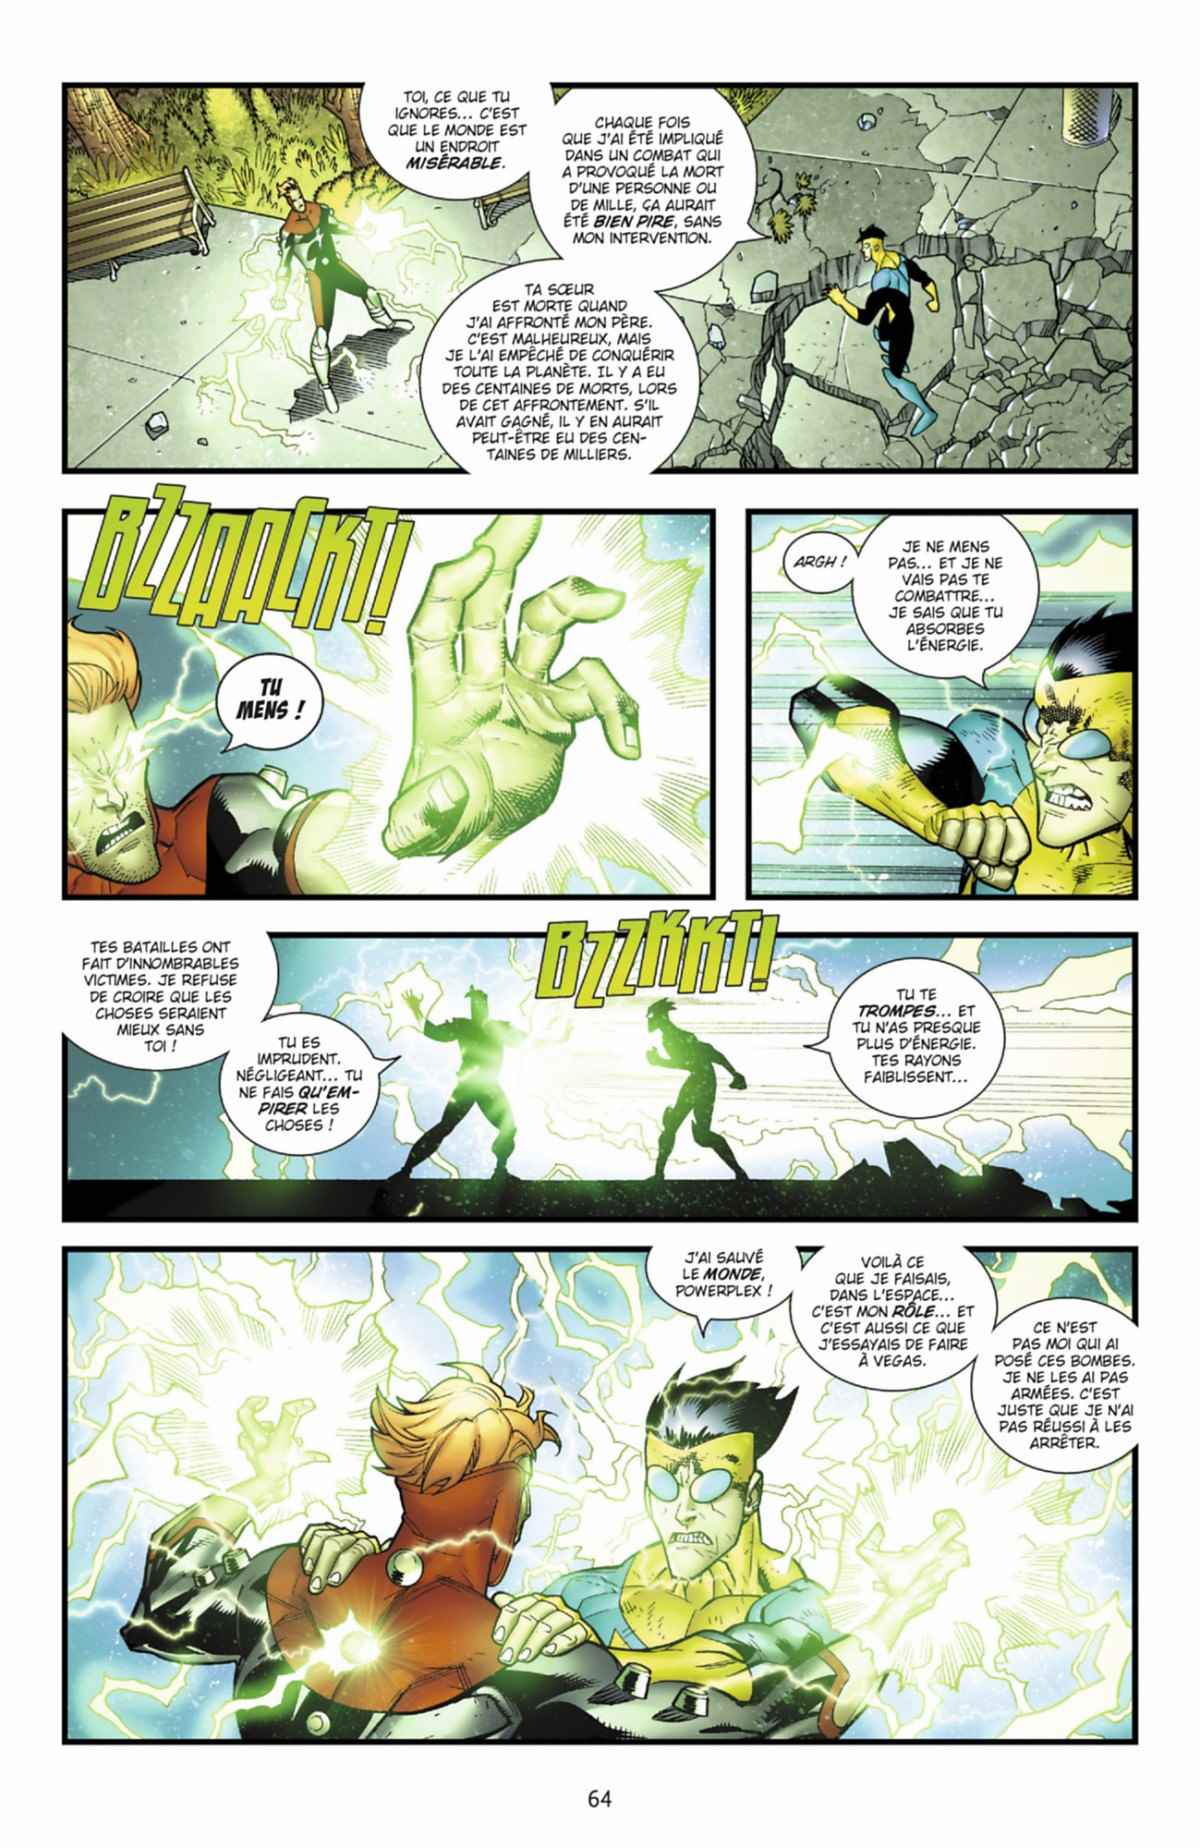 TOI, CE QUE TU
IGNORES... C'EST
QUE LE MONDE EST
UN ENDROIT
MISÉRABLE.
CHAQUE FOIS
QUE J'AI ÉTÉ IMPLIQUÉ
DANS UN COMBAT QUI
A PROVOQUÉ LA MORT
D'UNE PERSONNE OU
DE MILLE, ÇA AURAIT
ÉTÉ BIEN PIRE, SANS
MON INTERVENTION.
TA SŒUR
EST MORTE QUAND
J'AI AFFRONTÉ MON PÈRE.
C'EST MALHEUREUX, MAIS
JE L'AI EMPÊCHÉ DE CONQUÉRIR
TOUTE LA PLANÈTE. IL Y A EU
DES CENTAINES DE MORTS, LORS
DE CET AFFRONTEMENT. S'IL
AVAIT GAGNÉ, IL Y EN AURAIT
PEUT-ÊTRE EU DES CEN-
TAINES DE MILLIERS.
BZZAACKT!
TU
MENS !
ARGH !
JE NE MENS
PAS... ET JE NE
VAIS PAS TE
COMBATTRE...
JE SAIS QUE TU
ABSORBES
L'ÉNERGIE.
TES BATAILLES ONT
FAIT D'INNOMBRABLES
VICTIMES. JE REFUSE
DE CROIRE QUE LES
CHOSES SERAIENT
MIEUX SANS
TOI !
TU ES
IMPRUDENT.
NÉGLIGEANT... TU
NE FAIS QU'EM-
PIRER LES
CHOSES !
BZZZKKT!
TU TE
TROMPES... ET
TU N'AS PRESQUE
PLUS D'ÉNERGIE.
TES RAYONS
FAIBLISSENT...
J'AI SAUVÉ
LE MONDE,
POWERPLEX !
VOILÀ CE
QUE JE FAISAIS,
DANS L'ESPACE...
C'EST MON RÔLE... ET
C'EST AUSSI CE QUE
J'ESSAYAIS DE FAIRE
À VEGAS.
CE N'EST
PAS MOI QUI AI
POSÉ CES BOMBES.
JE NE LES AI PAS
ARMÉES. C'EST
JUSTE QUE JE N'AI
PAS RÉUSSI À LES
ARRÊTER.
64